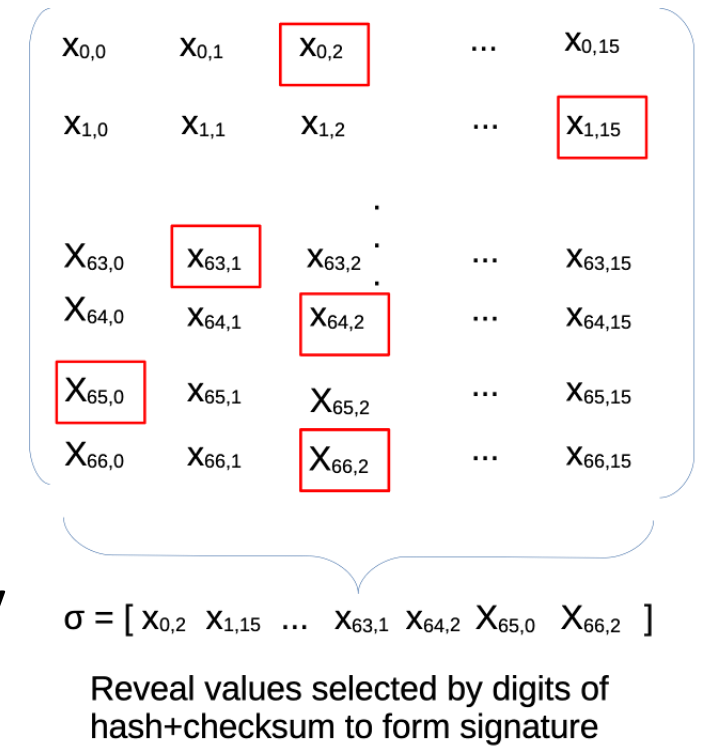 x0,0 x0,1 x0,2 ... x0,15
x1,0 x1,1 x1,2 ... x1,15
.
.
.
X63,0 x63,1 x63,2 ... x63,15
X64,0 x64,1 x64,2 ... x64,15
X65,0 x65,1 X65,2 ... x65,15
X66,0 x66,1 X66,2 ... x66,15
σ = [ x0,2 x1,15 ... x63,1 x64,2 X65,0 X66,2 ]
Reveal values selected by digits of
hash+checksum to form signature